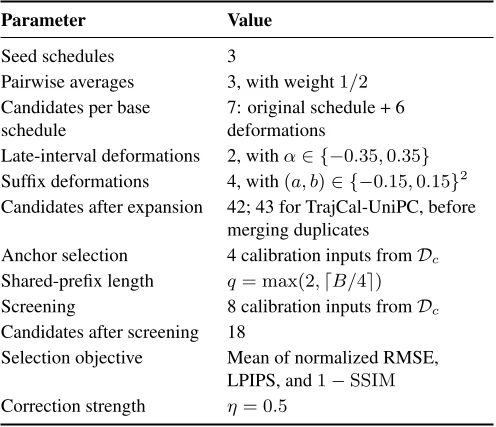 Parameter Value
Seed schedules 3
Pairwise averages 3, with weight 1/2
Candidates per base 7: original schedule + 6
schedule deformations
Late-interval deformations 2, with α ∈ {−0.35, 0.35}
Suffix deformations 4, with (a, b) ∈ {−0.15, 0.15}²
Candidates after expansion 42; 43 for TrajCal-UniPC, before
merging duplicates
Anchor selection 4 calibration inputs from 𝒟c
Shared-prefix length q = max(2, ⌈B/4⌉)
Screening 8 calibration inputs from 𝒟c
Candidates after screening 18
Selection objective Mean of normalized RMSE,
LPIPS, and 1 − SSIM
Correction strength η = 0.5